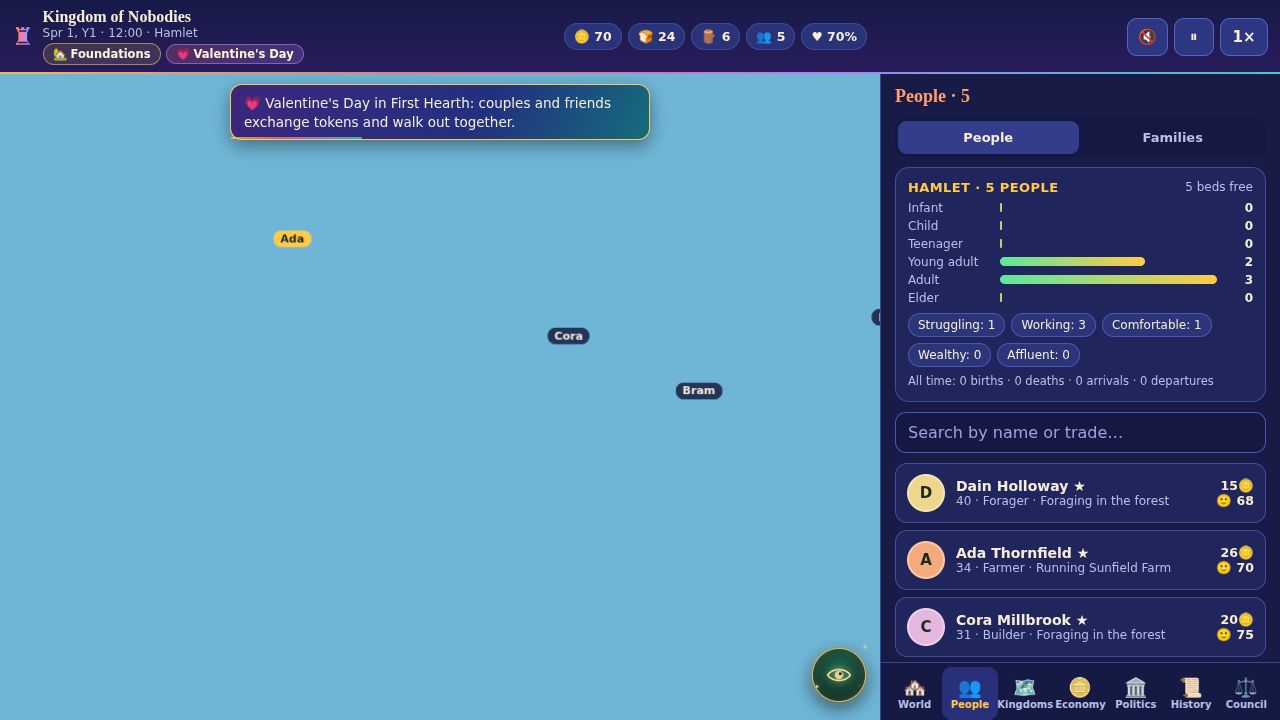 Kingdom of Nobodies
Spr 1, Y1 · 12:00 · Hamlet
🏡 Foundations
💗 Valentine's Day
🪙 70
🍞 24
🪵 6
👥 5
♥ 70%
1×
💗 Valentine's Day in First Hearth: couples and friends
exchange tokens and walk out together.
Ada
Cora
Bram
People · 5
People
Families
HAMLET · 5 PEOPLE
5 beds free
Infant 0
Child 0
Teenager 0
Young adult 2
Adult 3
Elder 0
Struggling: 1
Working: 3
Comfortable: 1
Wealthy: 0
Affluent: 0
All time: 0 births · 0 deaths · 0 arrivals · 0 departures
Search by name or trade…
D
Dain Holloway ★
15🪙
40 · Forager · Foraging in the forest
🙂 68
A
Ada Thornfield ★
26🪙
34 · Farmer · Running Sunfield Farm
🙂 70
C
Cora Millbrook ★
20🪙
31 · Builder · Foraging in the forest
🙂 75
World
People
Kingdoms
Economy
Politics
History
Council